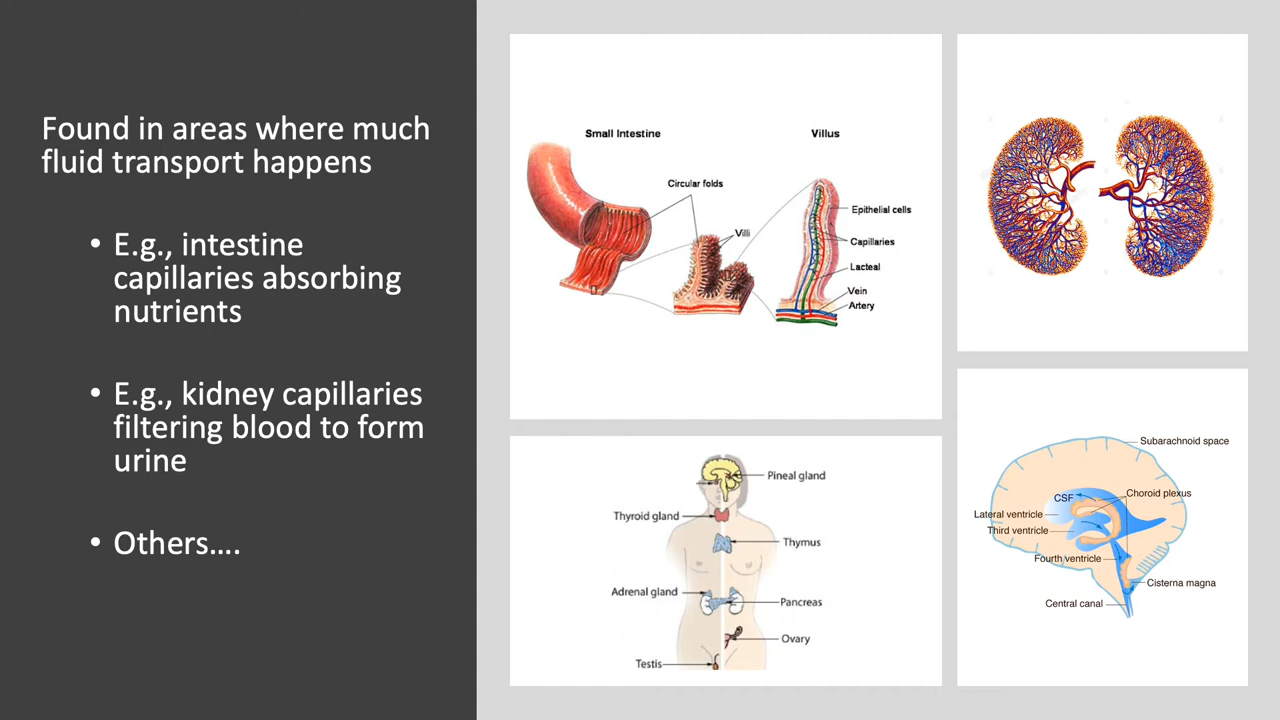 Found in areas where much
fluid transport happens
• E.g., intestine
capillaries absorbing
nutrients
• E.g., kidney capillaries
filtering blood to form
urine
• Others....
Small Intestine
Villus
Circular folds
Villi
Epithelial cells
Capillaries
Lacteal
Vein
Artery
Pineal gland
Thyroid gland
Thymus
Adrenal gland
Pancreas
Ovary
Testis
Subarachnoid space
CSF
Choroid plexus
Lateral ventricle
Third ventricle
Fourth ventricle
Cisterna magna
Central canal